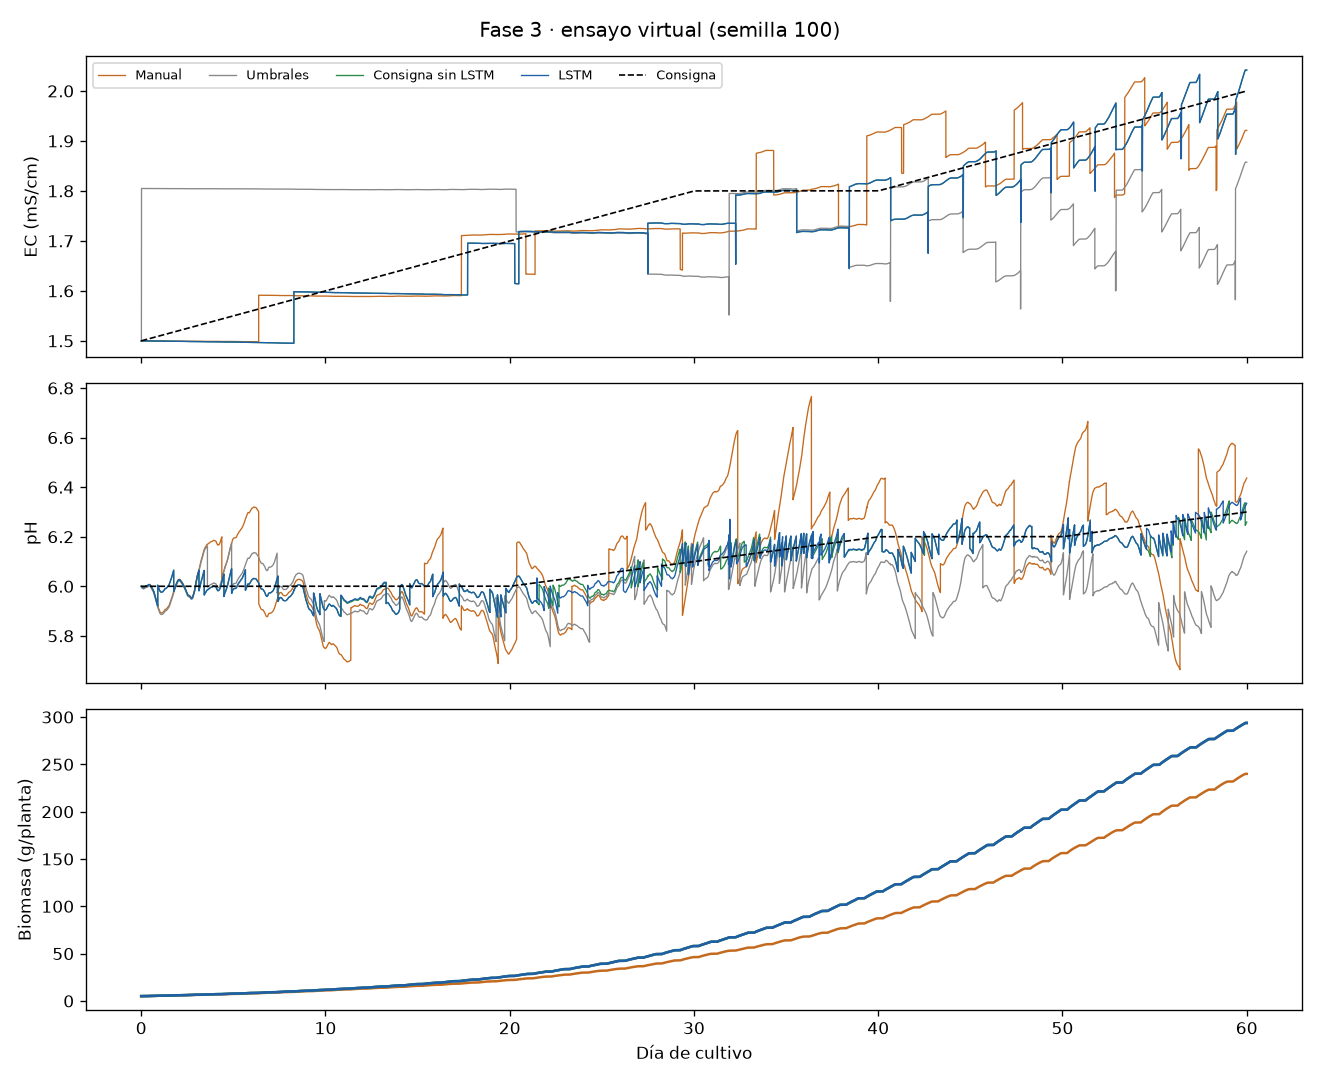 Fase 3 · ensayo virtual (semilla 100)
Manual Umbrales Consigna sin LSTM LSTM Consigna
EC (mS/cm)
2.0
1.9
1.8
1.7
1.6
1.5
pH
6.8
6.6
6.4
6.2
6.0
5.8
Biomasa (g/planta)
300
250
200
150
100
50
0
0 10 20 30 40 50 60
Día de cultivo